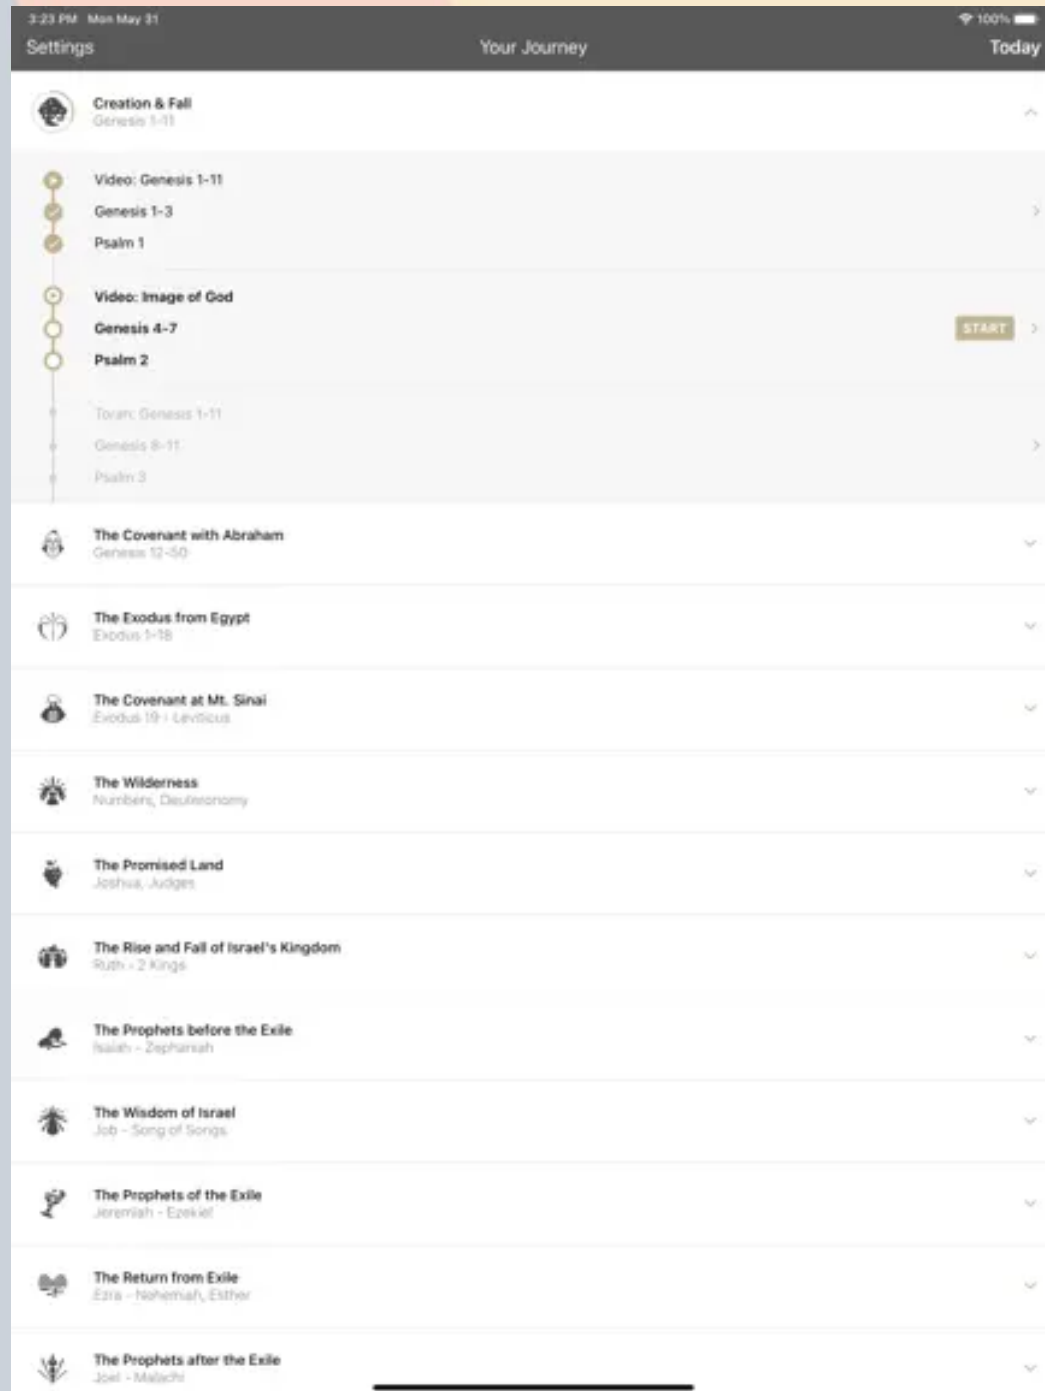 3:23 PM Mon May 31
100%
Settings
Your Journey
Today
Creation & Fall
Genesis 1-11
Video: Genesis 1-11
Genesis 1-3
Psalm 1
Video: Image of God
Genesis 4-7
START
Psalm 2
Torah: Genesis 1-11
Genesis 8-11
Psalm 3
The Covenant with Abraham
Genesis 12-50
The Exodus from Egypt
Exodus 1-18
The Covenant at Mt. Sinai
Exodus 19 - Leviticus
The Wilderness
Numbers, Deuteronomy
The Promised Land
Joshua, Judges
The Rise and Fall of Israel's Kingdom
Ruth - 2 Kings
The Prophets before the Exile
Isaiah - Zephaniah
The Wisdom of Israel
Job - Song of Songs
The Prophets of the Exile
Jeremiah - Ezekiel
The Return from Exile
Ezra - Nehemiah, Esther
The Prophets after the Exile
Joel - Malachi